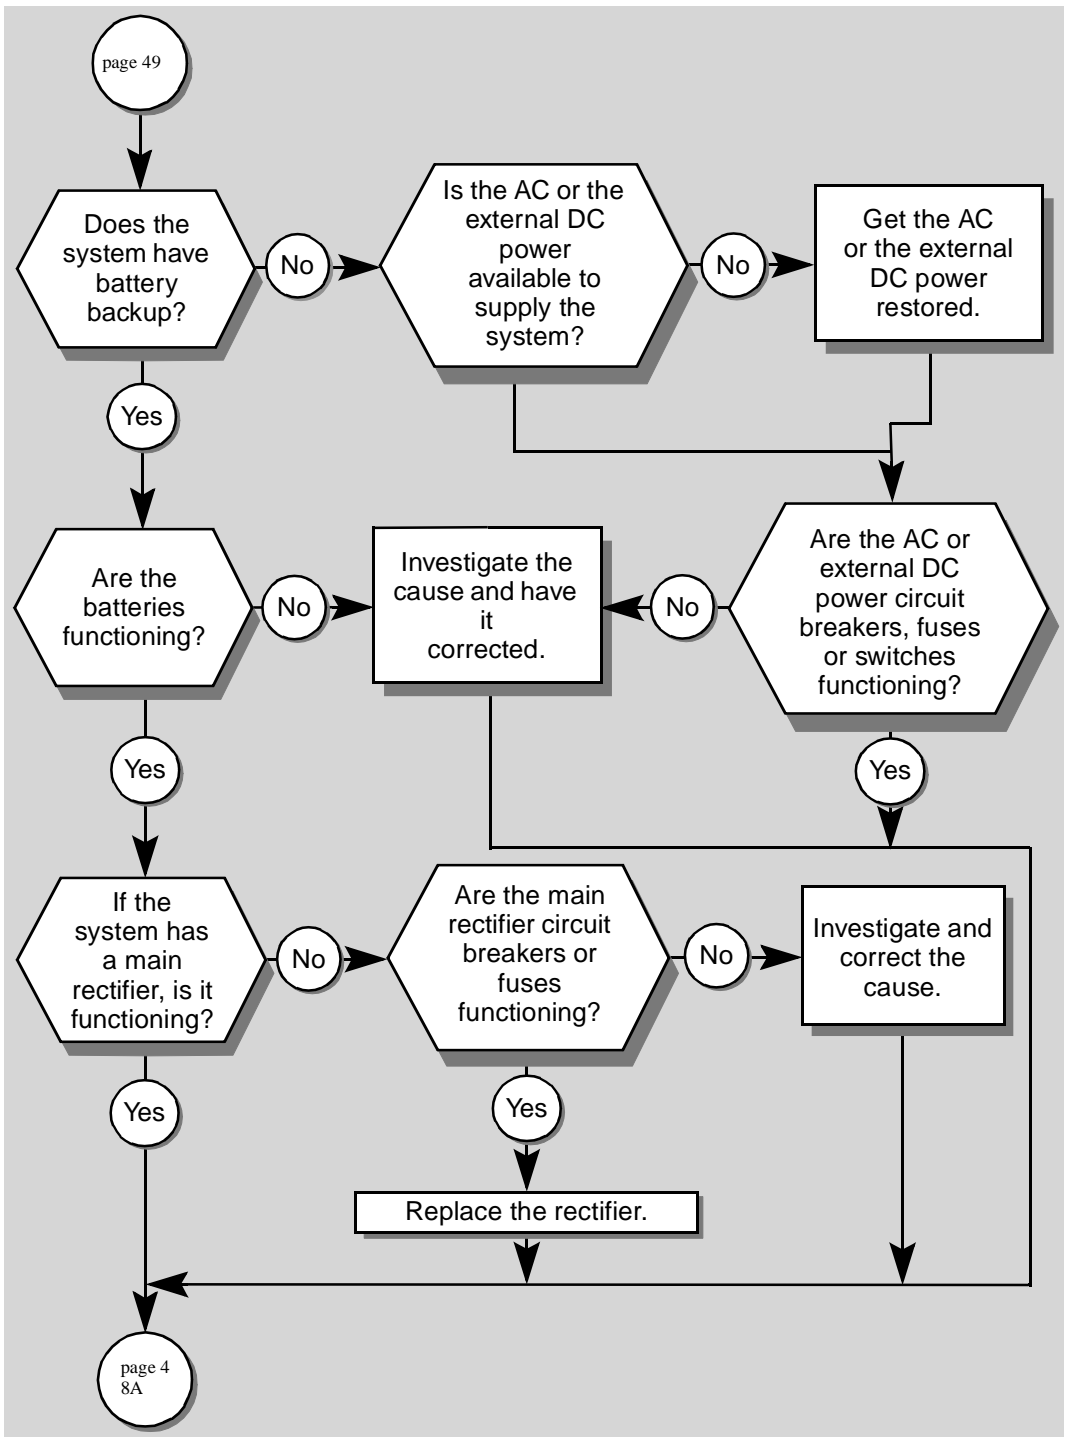 page 49
Does the
system have
battery
backup?
No
Is the AC or the
external DC
power
available to
supply the
system?
No
Get the AC
or the external
DC power
restored.
Yes
Are the
batteries
functioning?
No
Investigate the
cause and have
it
corrected.
No
Are the AC or
external DC
power circuit
breakers, fuses
or switches
functioning?
Yes
Yes
If the
system has
a main
rectifier, is it
functioning?
No
Are the main
rectifier circuit
breakers or
fuses
functioning?
No
Investigate and
correct the
cause.
Yes
Yes
Replace the rectifier.
page 4
8A